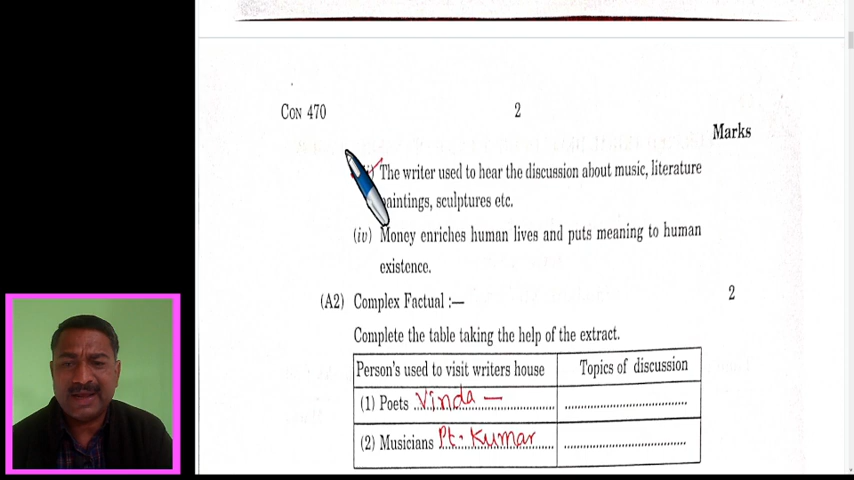 CON 470
2
Marks
The writer used to hear the discussion about music, literature
paintings, sculptures etc.
(iv) Money enriches human lives and puts meaning to human
existence.
(A2) Complex Factual :—
2
Complete the table taking the help of the extract.
Person's used to visit writers house
Topics of discussion
(1) Poets Vinda —
(2) Musicians Pt. Kumar